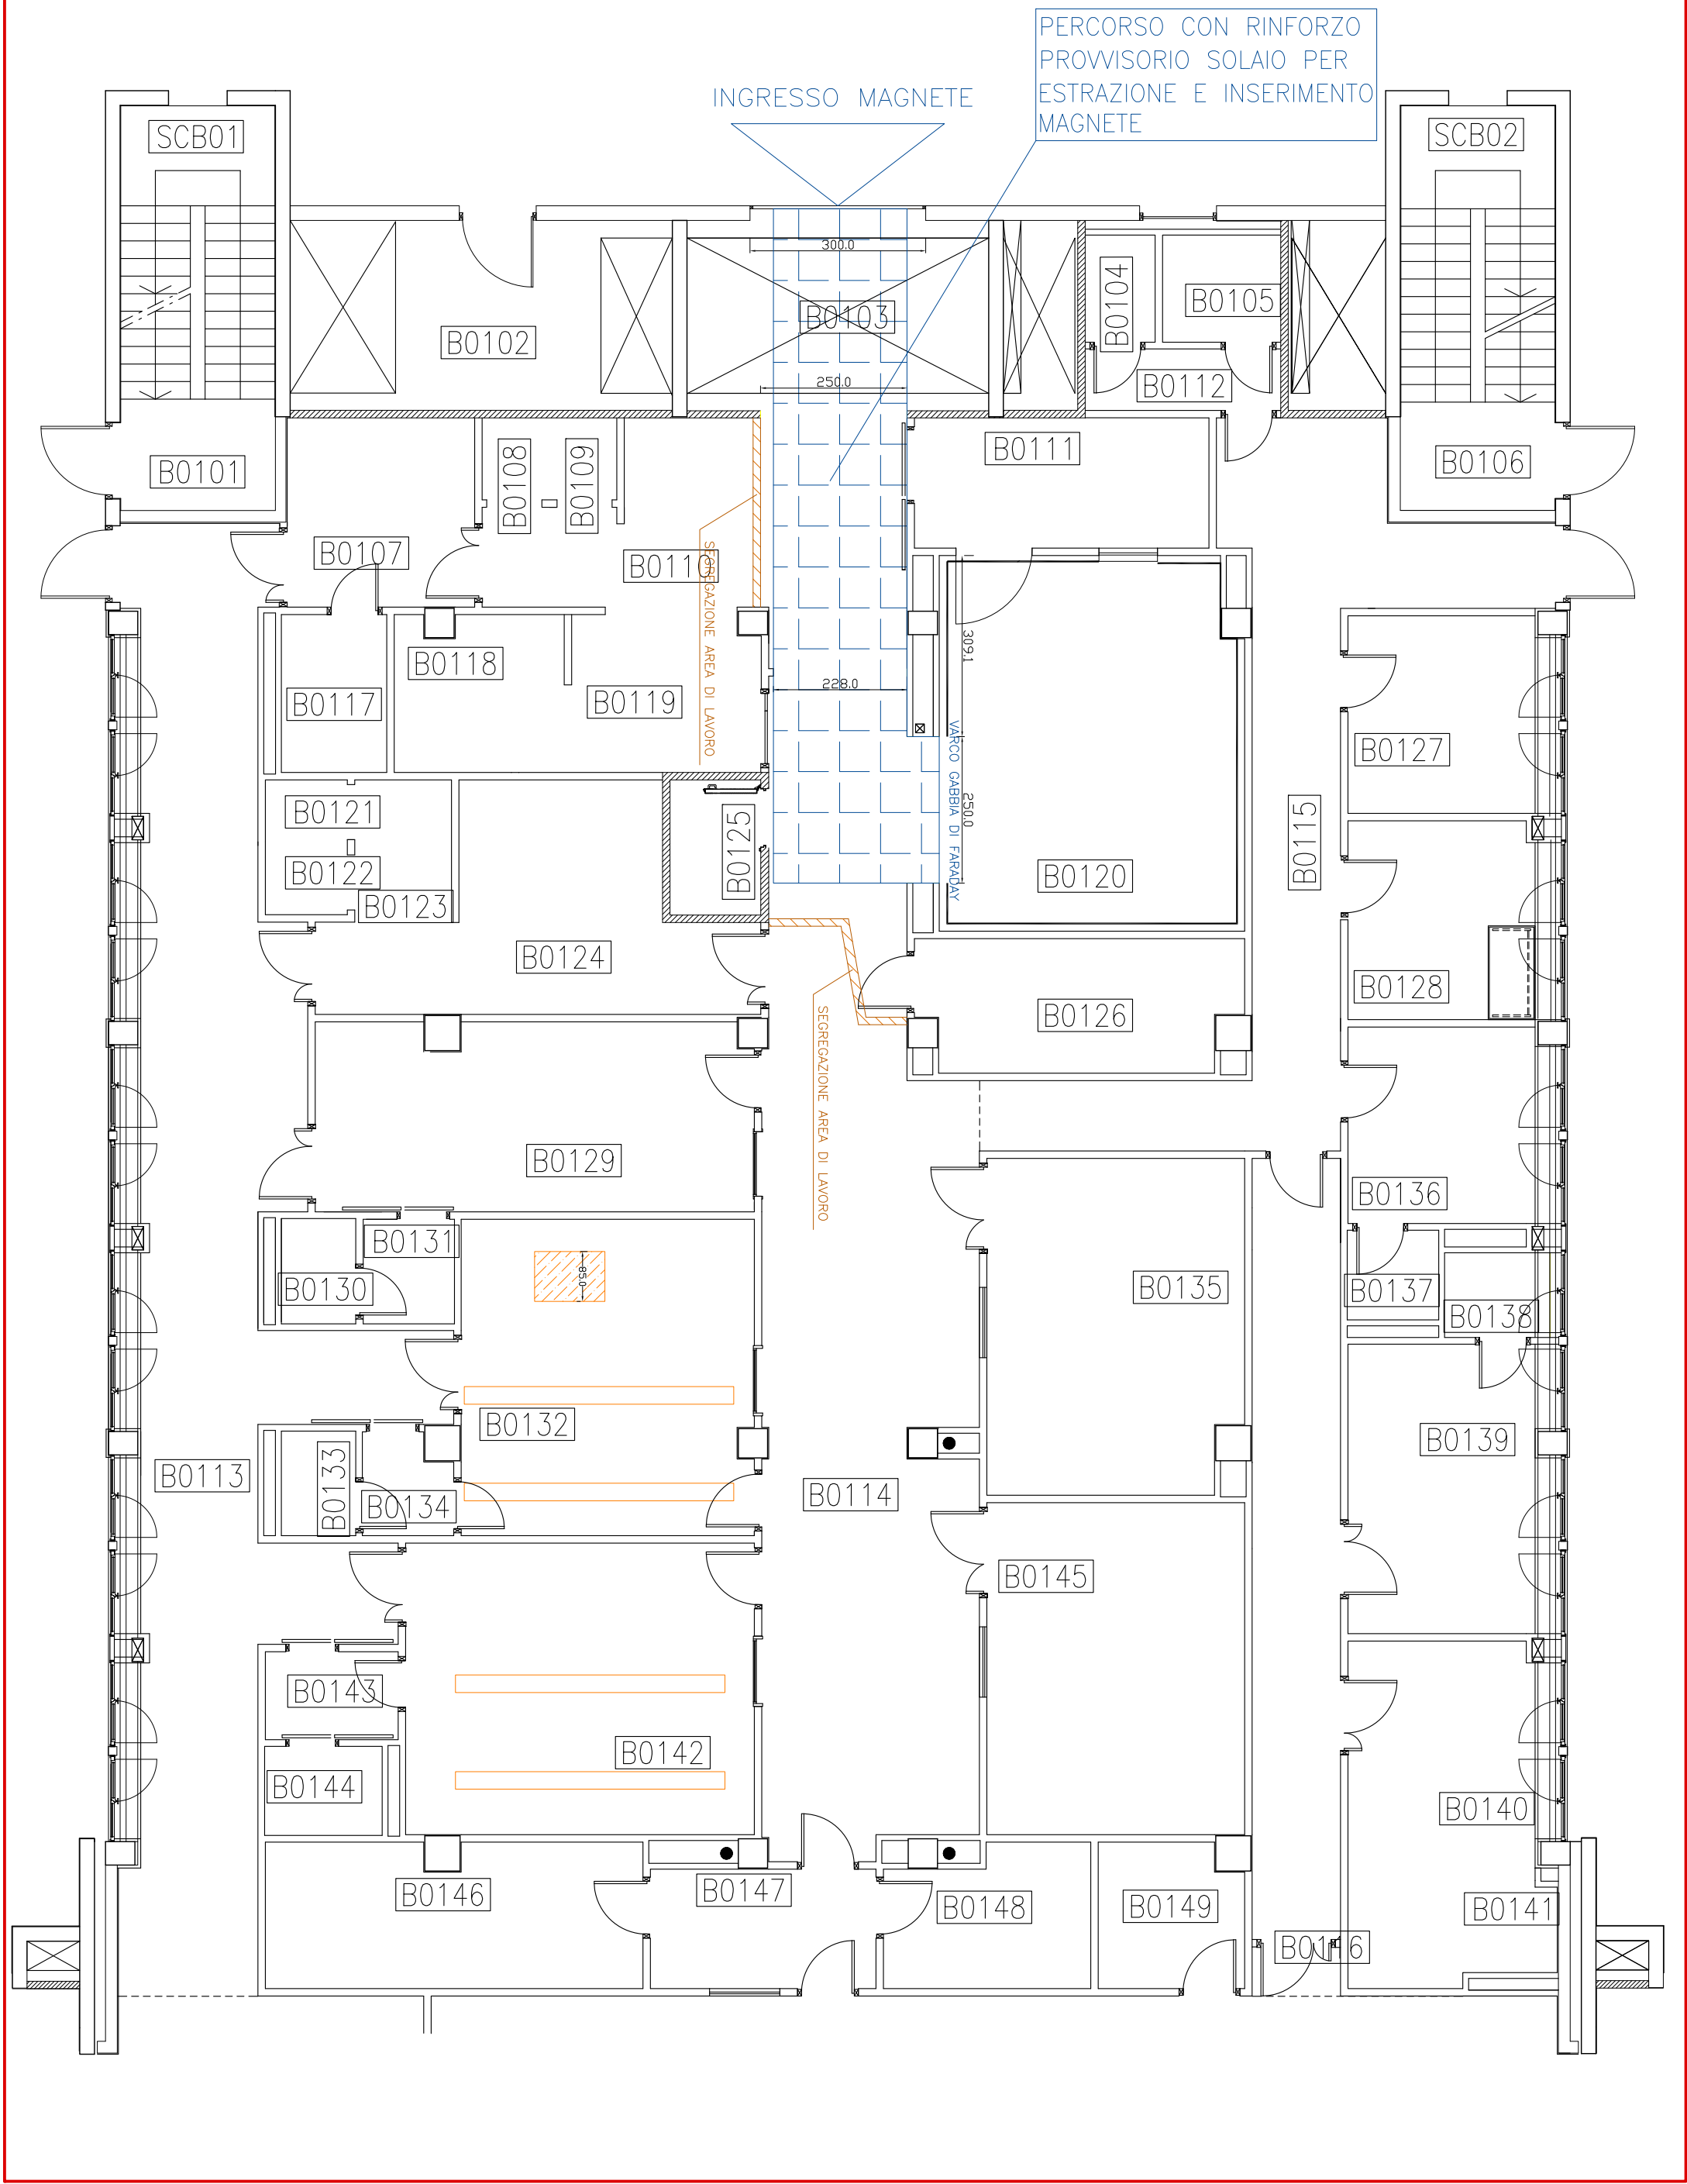 PERCORSO CON RINFORZO
PROVVISORIO SOLAIO PER
ESTRAZIONE E INSERIMENTO
MAGNETE
INGRESSO MAGNETE
SCB01
SCB02
300.0
B0103
B0104
B0105
B0102
250.0
B0112
B0101
B0108
B0109
B0111
B0106
B0107
B0110
SEGREGAZIONE AREA DI LAVORO
309.1
B0118
B0117
B0119
228.0
VARCO GABBIA DI FARADAY
250.0
B0127
B0121
B0122
B0123
B0125
B0115
B0120
B0124
B0128
B0126
SEGREGAZIONE AREA DI LAVORO
B0129
B0136
B0131
B0130
85.0
B0135
B0137
B0138
B0132
B0139
B0113
B0133
B0134
B0114
B0145
B0143
B0142
B0144
B0140
B0146
B0147
B0148
B0149
B0141
B0116